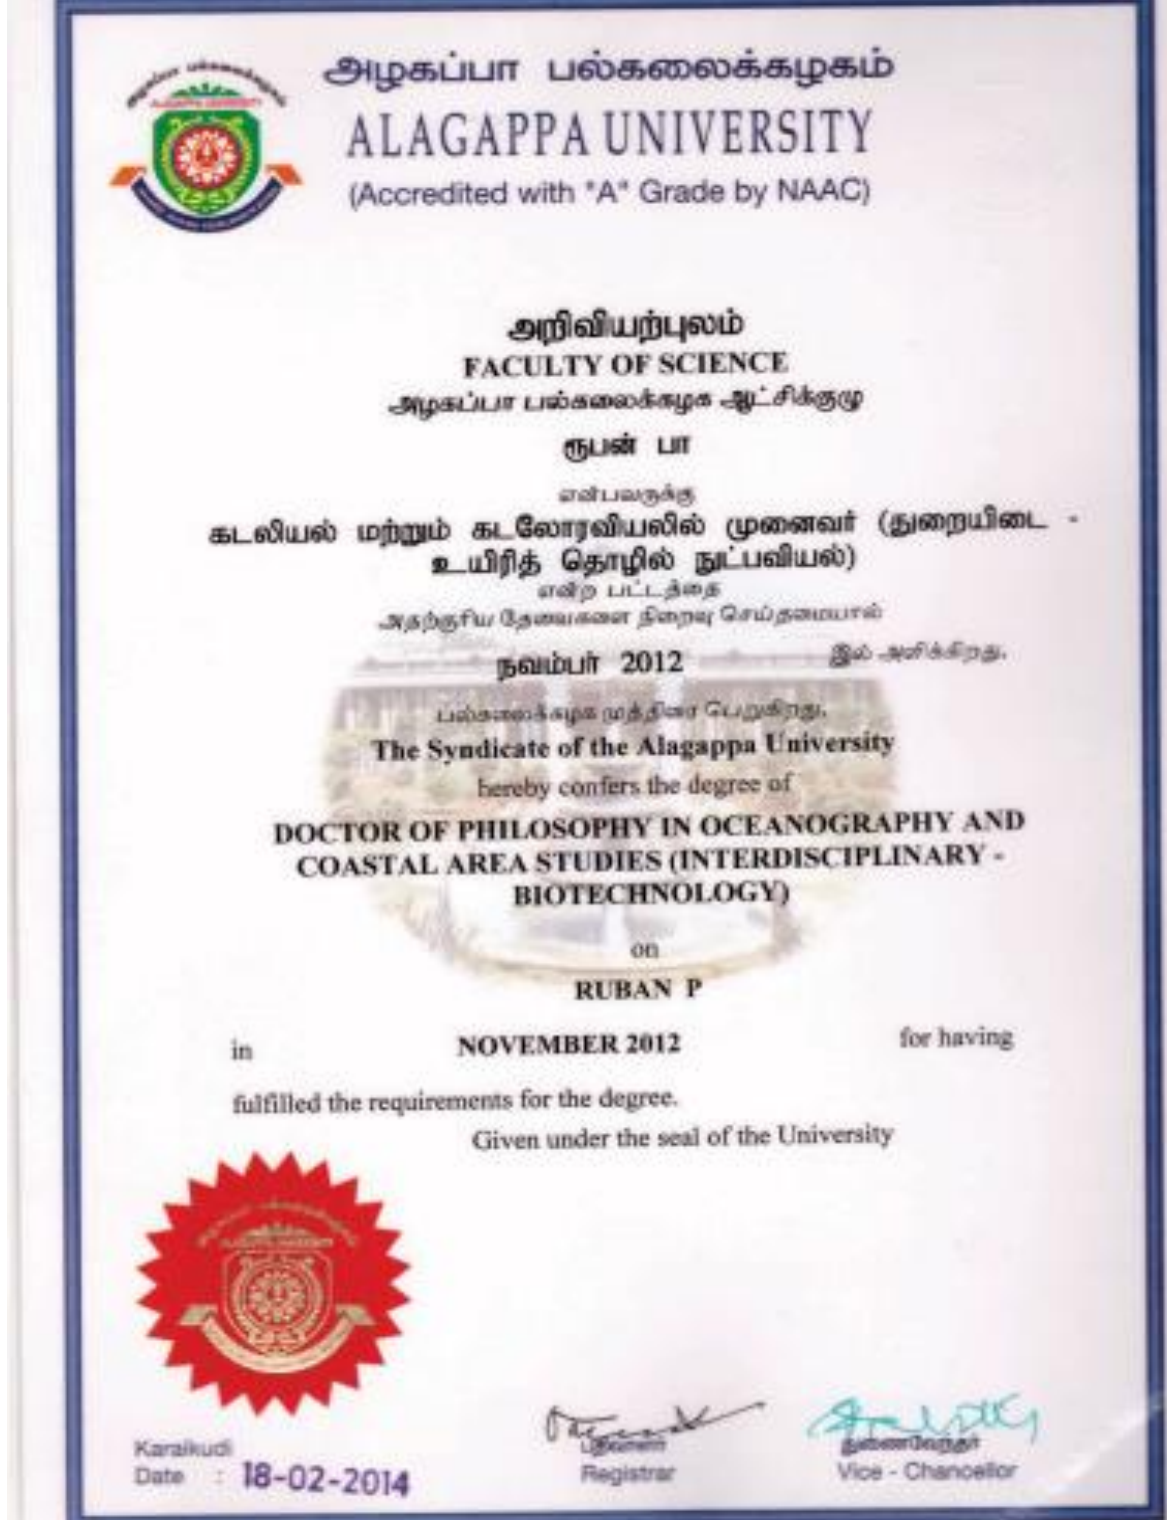 அழகப்பா பல்கலைக்கழகம்
ALAGAPPA UNIVERSITY
ALAGAPPA UNIVERSITY
(Accredited with "A" Grade by NAAC)
அறிவியற்புலம்
FACULTY OF SCIENCE
அழகப்பா பல்கலைக்கழக ஆட்சிக்குழு
ரூபன் பா
என்பவருக்கு
கடலியல் மற்றும் கடலோரவியலில் முனைவர் (துறையிடை -
உயிரித் தொழில் நுட்பவியல்)
என்ற பட்டத்தை
அதற்குரிய தேவைகளை நிறைவு செய்தமையால்
நவம்பர் 2012 இல் அளிக்கிறது.
பல்கலைக்கழக முத்திரை பெறுகிறது.
The Syndicate of the Alagappa University
hereby confers the degree of
DOCTOR OF PHILOSOPHY IN OCEANOGRAPHY AND
COASTAL AREA STUDIES (INTERDISCIPLINARY -
BIOTECHNOLOGY)
on
RUBAN P
in NOVEMBER 2012 for having
fulfilled the requirements for the degree.
Given under the seal of the University
ALAGAPPA UNIVERSITY
Karaikudi
Date : 18-02-2014
பதிவாளர்
Registrar
துணைவேந்தர்
Vice - Chancellor